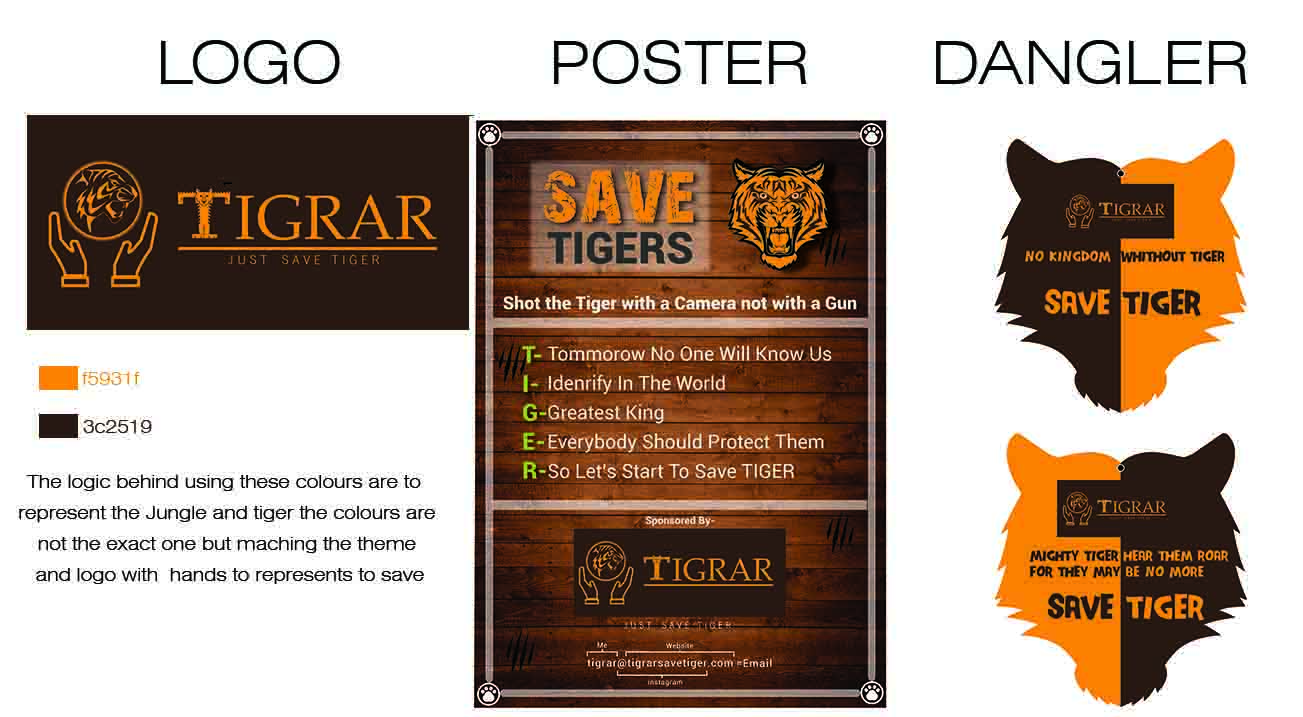 LOGO
POSTER
DANGLER
TIGRAR
JUST SAVE TIGER
f5931f
3c2519
The logic behind using these colours are to
represent the Jungle and tiger the colours are
not the exact one but maching the theme
and logo with hands to represents to save
SAVE
TIGERS
Shot the Tiger with a Camera not with a Gun
T- Tommorow No One Will Know Us
I- Idenrify In The World
G-Greatest King
E- Everybody Should Protect Them
R-So Let's Start To Save TIGER
Sponsored By-
TIGRAR
JUST SAVE TIGER
Me
Website
tigrar@tigrarsavetiger.com =Email
instagram
TIGRAR
NO KINGDOM WHITHOUT TIGER
SAVE TIGER
TIGRAR
MIGHTY TIGER HEAR THEM ROAR
FOR THEY MAY BE NO MORE
SAVE TIGER